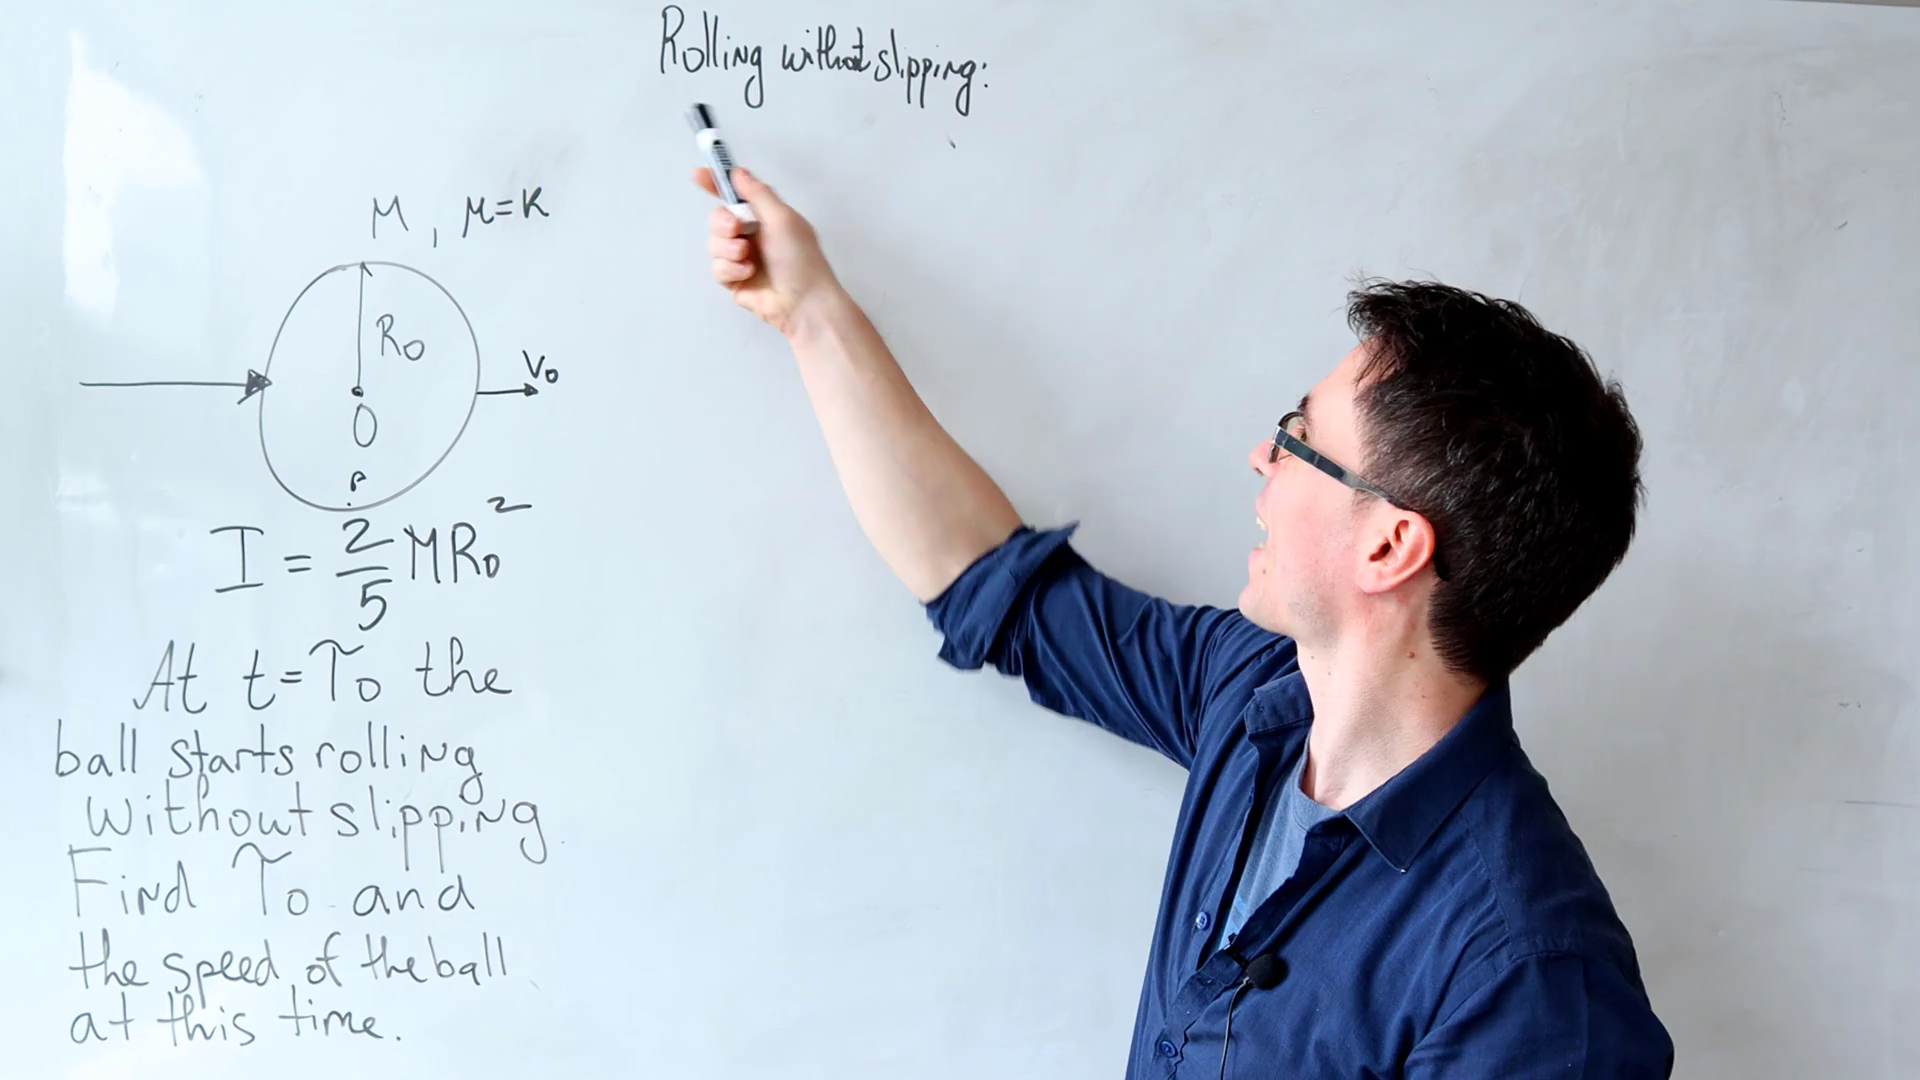 Rolling without slipping:
M, μ=K
R₀
V₀
O
P
I = 2/5 MR₀²
At t=T₀ the
ball starts rolling
without slipping.
Find T₀ and
the speed of the ball
at this time.